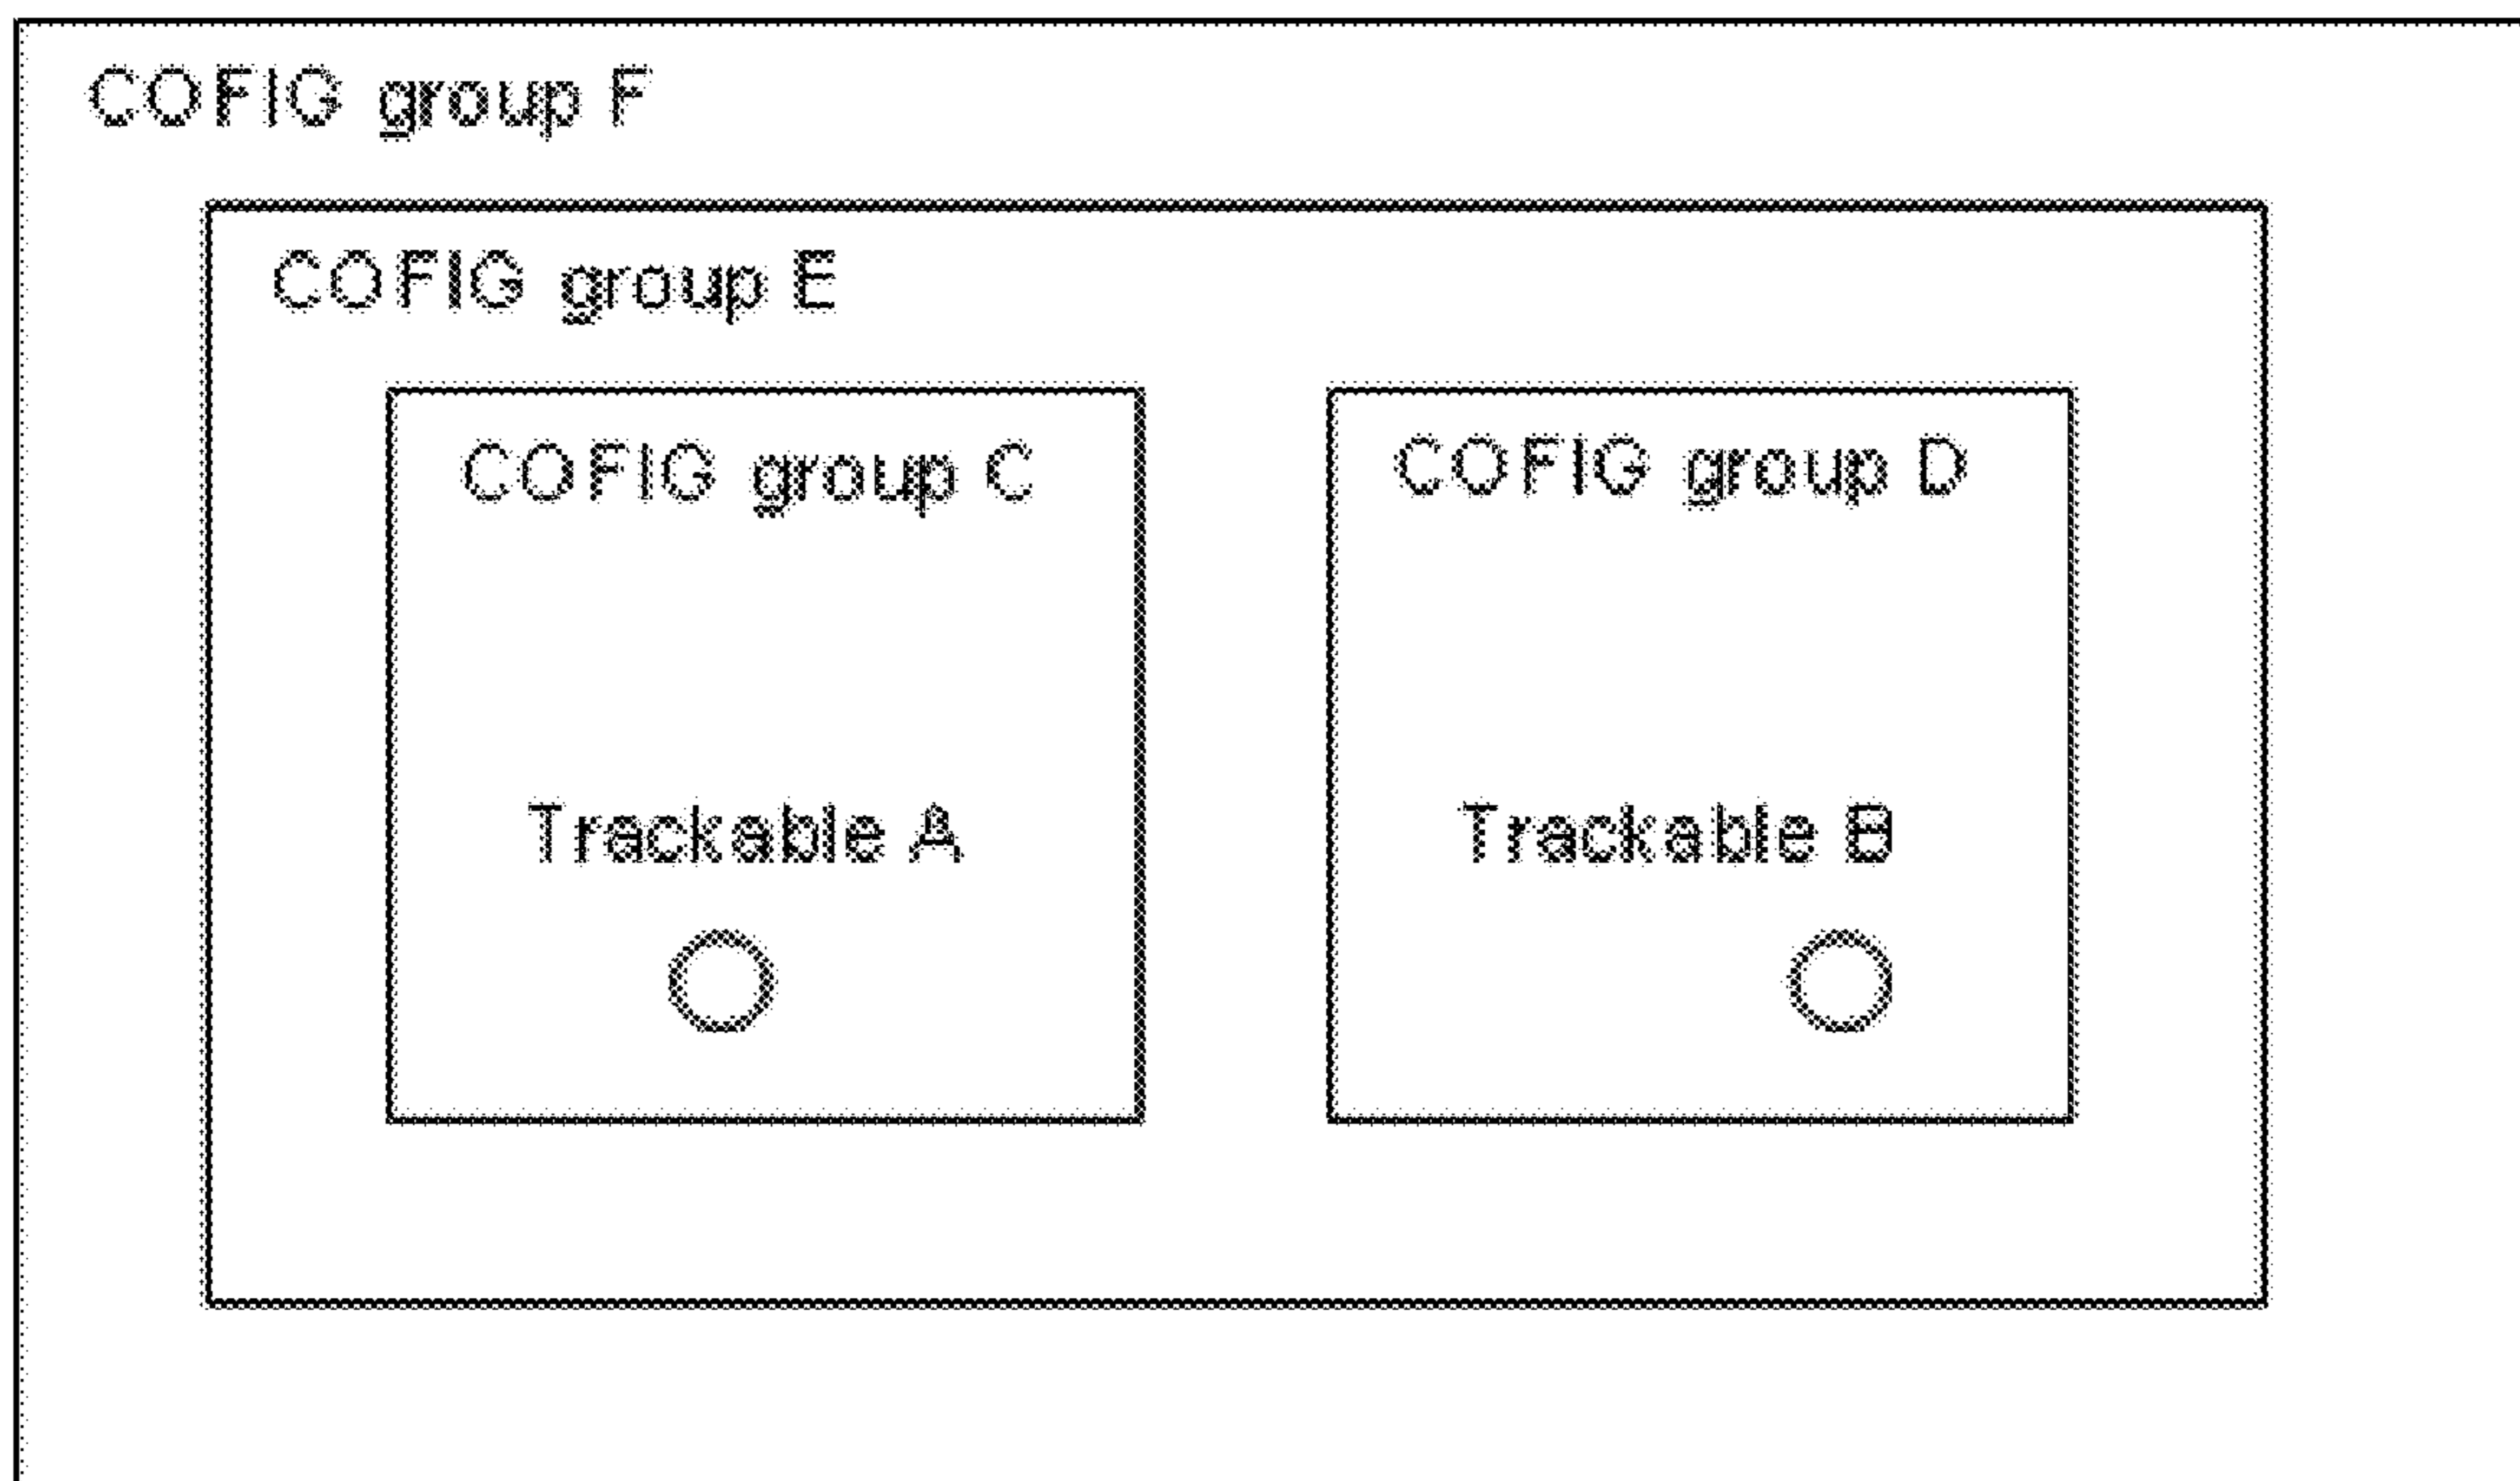 COFIG group F
COFIG group E
COFIG group C
COFIG group D
Trackable A
Trackable B